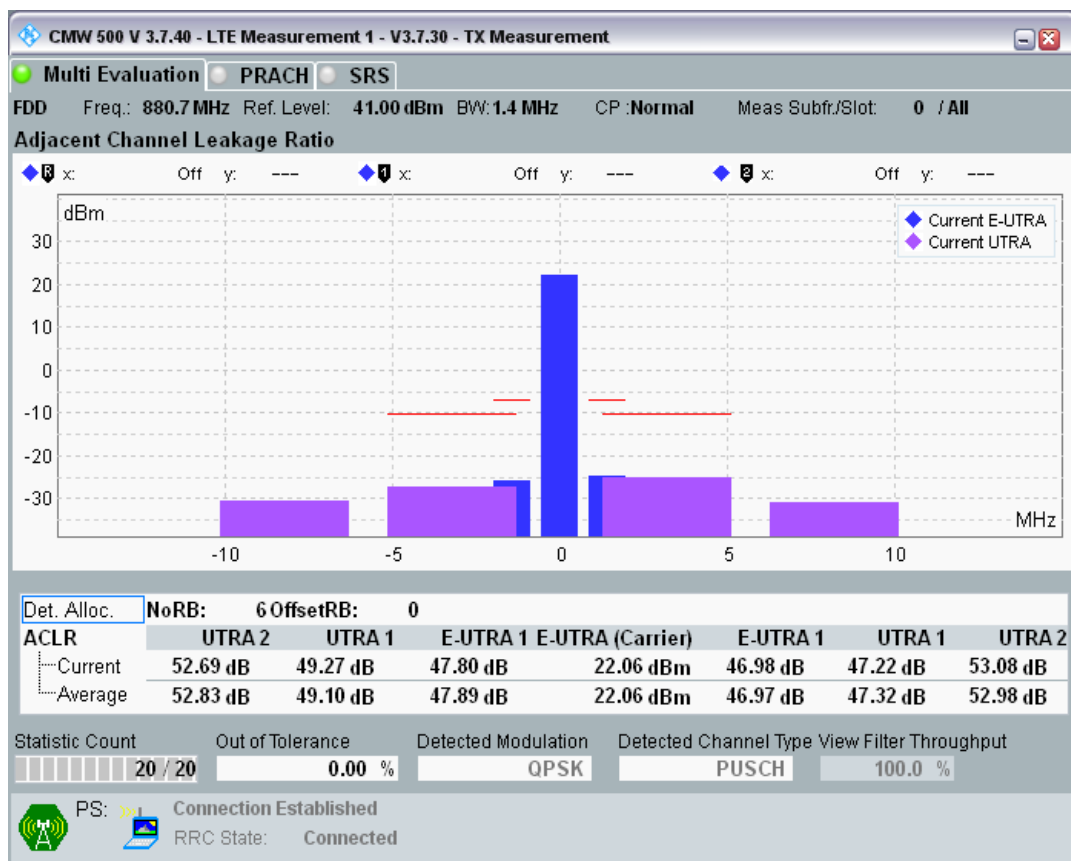 CMW 500 V 3.7.40 - LTE Measurement 1 - V3.7.30 - TX Measurement
Multi Evaluation PRACH SRS
FDD Freq.: 880.7 MHz Ref. Level: 41.00 dBm BW: 1.4 MHz CP :Normal Meas Subfr./Slot: 0 / All
Adjacent Channel Leakage Ratio
R x: Off y: --- 1 x: Off y: --- 2 x: Off y: ---
dBm
Current E-UTRA
Current UTRA
30
20
10
0
-10
-20
-30
MHz
-10 -5 0 5 10
Det. Alloc. NoRB: 6 OffsetRB: 0
ACLR UTRA 2 UTRA 1 E-UTRA 1 E-UTRA (Carrier) E-UTRA 1 UTRA 1 UTRA 2
Current 52.69 dB 49.27 dB 47.80 dB 22.06 dBm 46.98 dB 47.22 dB 53.08 dB
Average 52.83 dB 49.10 dB 47.89 dB 22.06 dBm 46.97 dB 47.32 dB 52.98 dB
Statistic Count Out of Tolerance Detected Modulation Detected Channel Type View Filter Throughput
20 / 20 0.00 % QPSK PUSCH 100.0 %
PS: Connection Established
RRC State: Connected